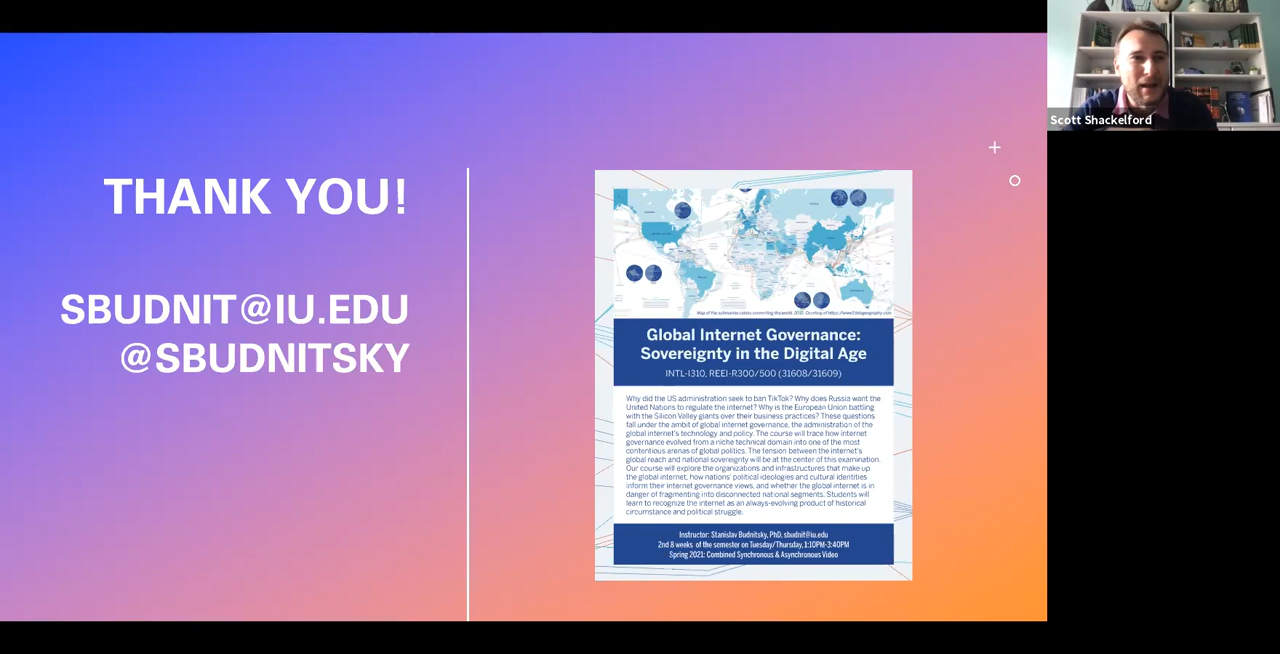 THANK YOU!
SBUDNIT@IU.EDU
@SBUDNITSKY
Map of the submarine cables connecting the world, 2015. Courtesy of https://www.telegeography.com
Global Internet Governance:
Sovereignty in the Digital Age
INTL-I310, REEI-R300/500 (31608/31609)
Why did the US administration seek to ban TikTok? Why does Russia want the
United Nations to regulate the internet? Why is the European Union battling
with the Silicon Valley giants over their business practices? These questions
fall under the ambit of global internet governance, the administration of the
global internet's technology and policy. The course will trace how internet
governance evolved from a niche technical domain into one of the most
contentious arenas of global politics. The tension between the internet's
global reach and national sovereignty will be at the center of this examination.
Our course will explore the organizations and infrastructures that make up
the global internet, how nations' political ideologies and cultural identities
inform their internet governance views, and whether the global internet is in
danger of fragmenting into disconnected national segments. Students will
learn to recognize the internet as an always-evolving product of historical
circumstance and political struggle.
Instructor: Stanislav Budnitsky, PhD, sbudnit@iu.edu
2nd 8 weeks of the semester on Tuesday/Thursday, 1:10PM-3:40PM
Spring 2021: Combined Synchronous & Asynchronous Video
Scott Shackelford